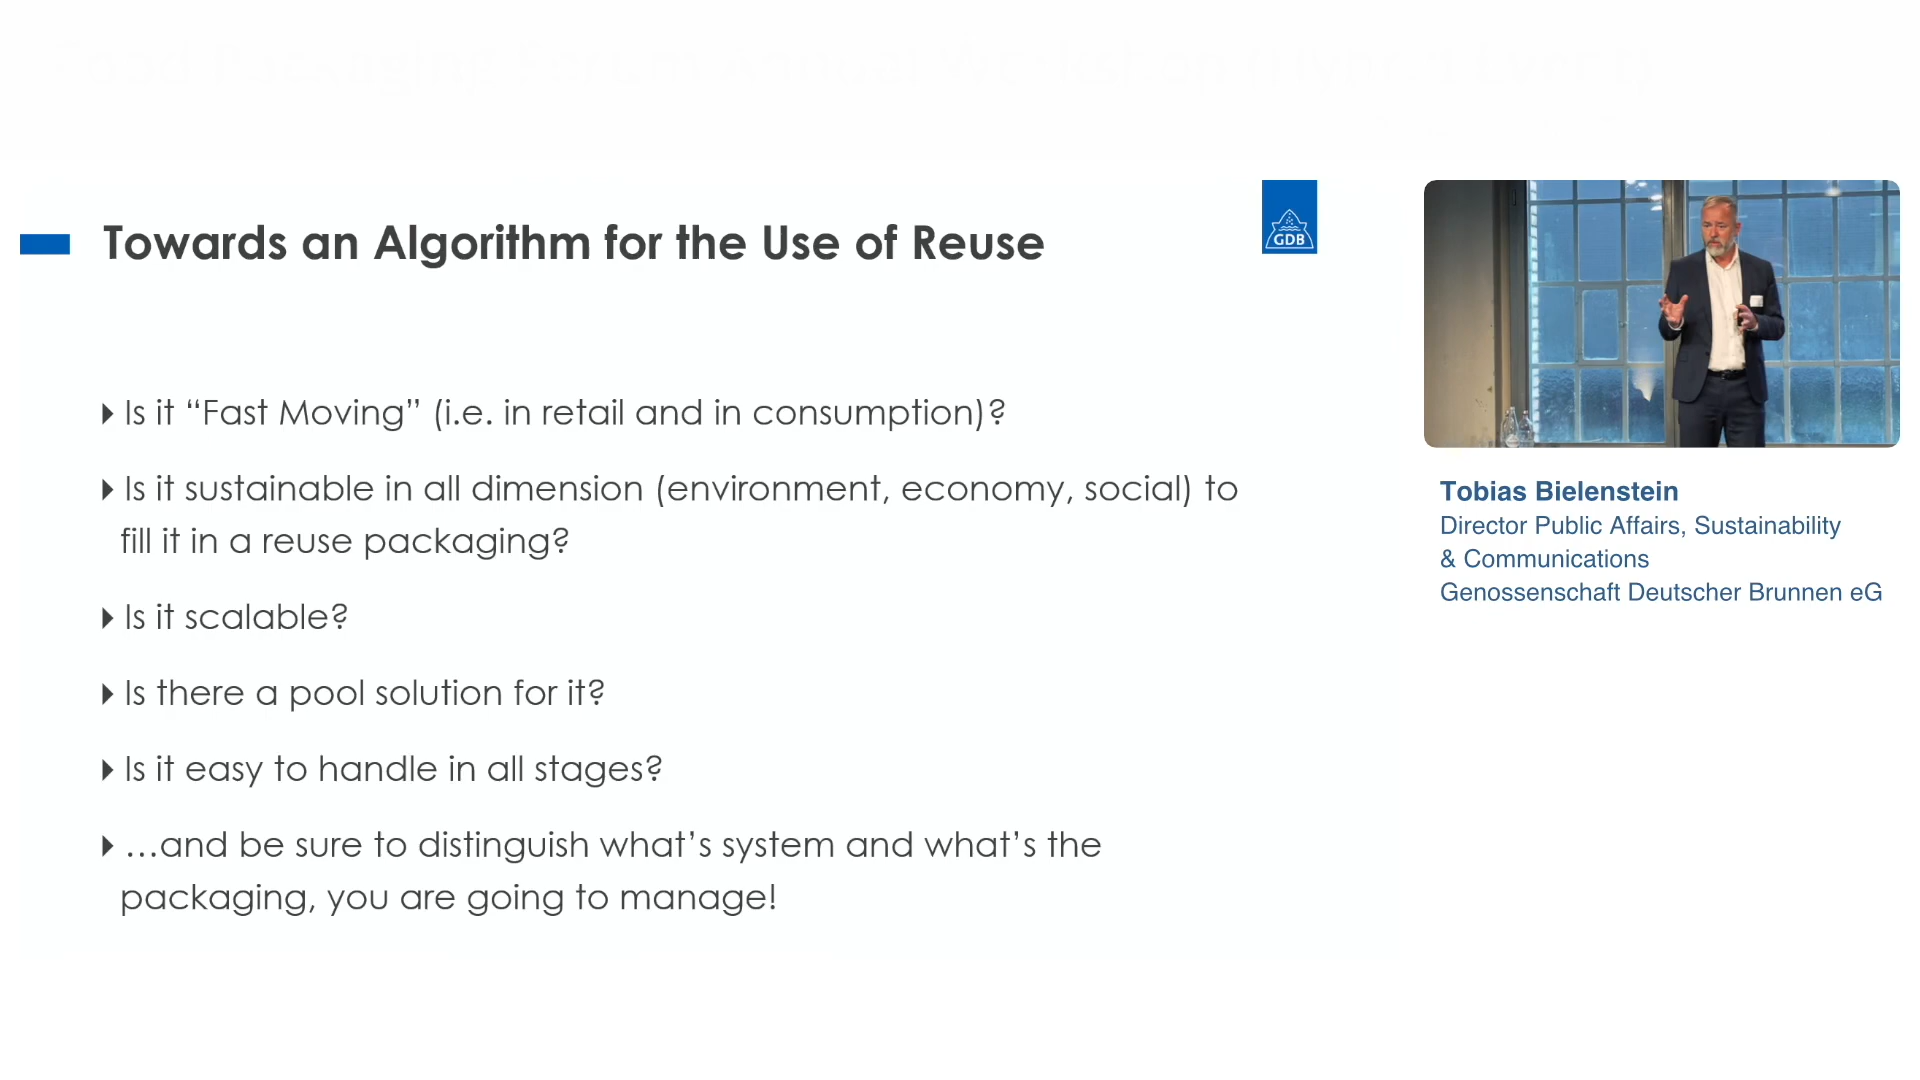 Towards an Algorithm for the Use of Reuse
GDB
Is it “Fast Moving” (i.e. in retail and in consumption)?
Is it sustainable in all dimension (environment, economy, social) to
fill it in a reuse packaging?
Is it scalable?
Is there a pool solution for it?
Is it easy to handle in all stages?
…and be sure to distinguish what’s system and what’s the
packaging, you are going to manage!
Tobias Bielenstein
Director Public Affairs, Sustainability
& Communications
Genossenschaft Deutscher Brunnen eG